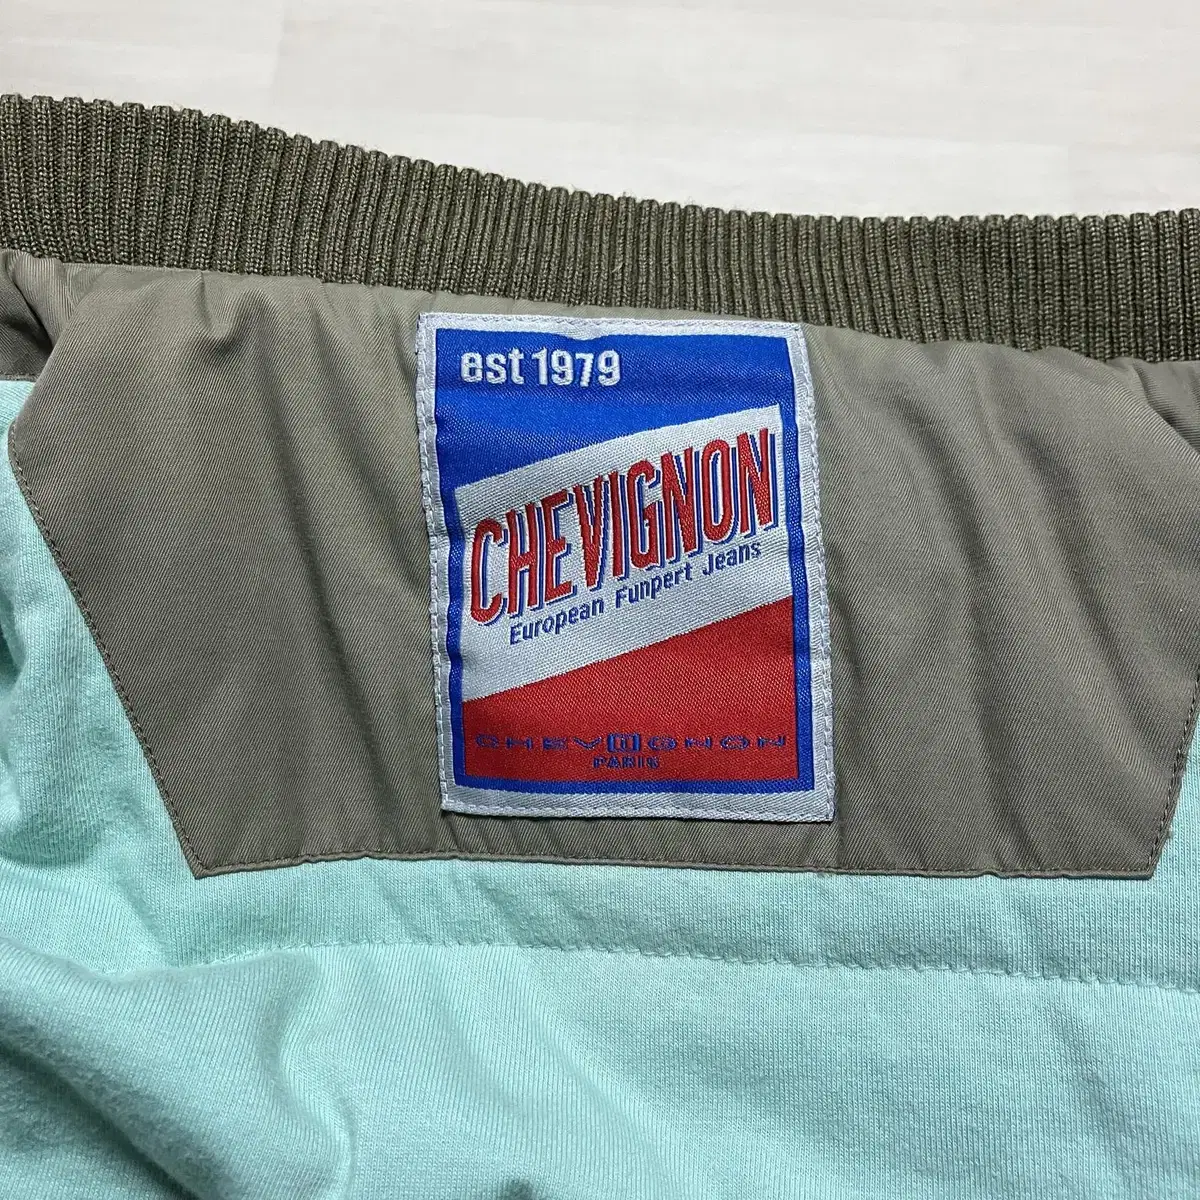 est 1979
CHEVIGNON
European Funpert Jeans
CHEVIGNON
PARIS